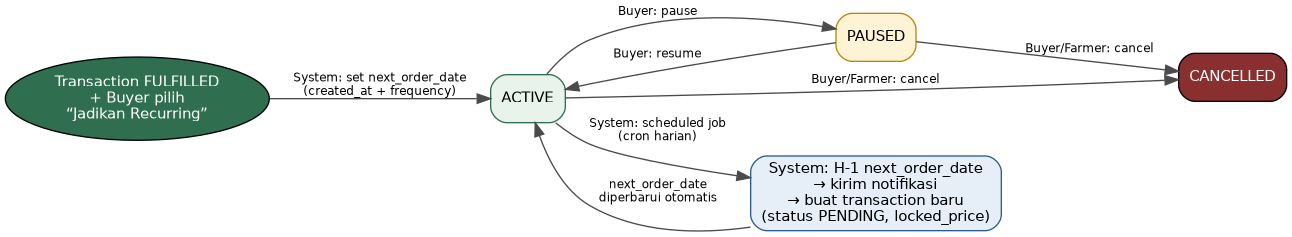 Transaction FULFILLED
+ Buyer pilih
“Jadikan Recurring”
System: set next_order_date
(created_at + frequency)
ACTIVE
Buyer: pause
Buyer: resume
PAUSED
Buyer/Farmer: cancel
Buyer/Farmer: cancel
CANCELLED
System: scheduled job
(cron harian)
next_order_date
diperbarui otomatis
System: H-1 next_order_date
→ kirim notifikasi
→ buat transaction baru
(status PENDING, locked_price)